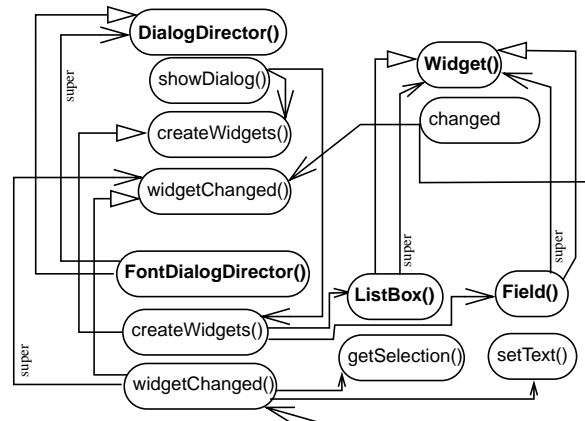 DialogDirector()
super
showDialog()
createWidgets()
widgetChanged()
Widget()
changed
FontDialogDirector()
createWidgets()
widgetChanged()
super
super
super
ListBox()
Field()
getSelection()
setText()